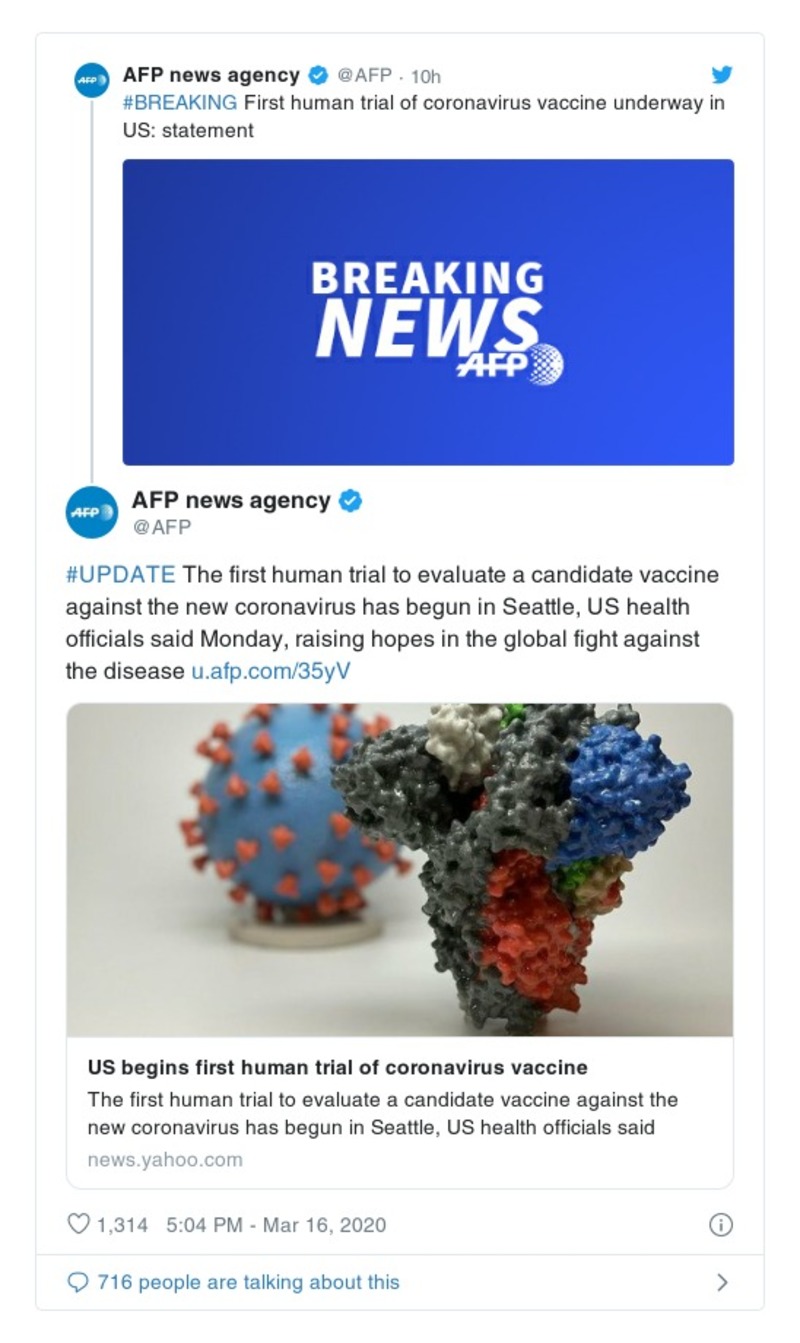 AFP
AFP news agency @AFP · 10h
#BREAKING First human trial of coronavirus vaccine underway in
US: statement
BREAKING
NEWS
AFP
AFP
AFP news agency
@AFP
#UPDATE The first human trial to evaluate a candidate vaccine
against the new coronavirus has begun in Seattle, US health
officials said Monday, raising hopes in the global fight against
the disease u.afp.com/35yV
US begins first human trial of coronavirus vaccine
The first human trial to evaluate a candidate vaccine against the
new coronavirus has begun in Seattle, US health officials said
news.yahoo.com
1,314 5:04 PM - Mar 16, 2020
716 people are talking about this